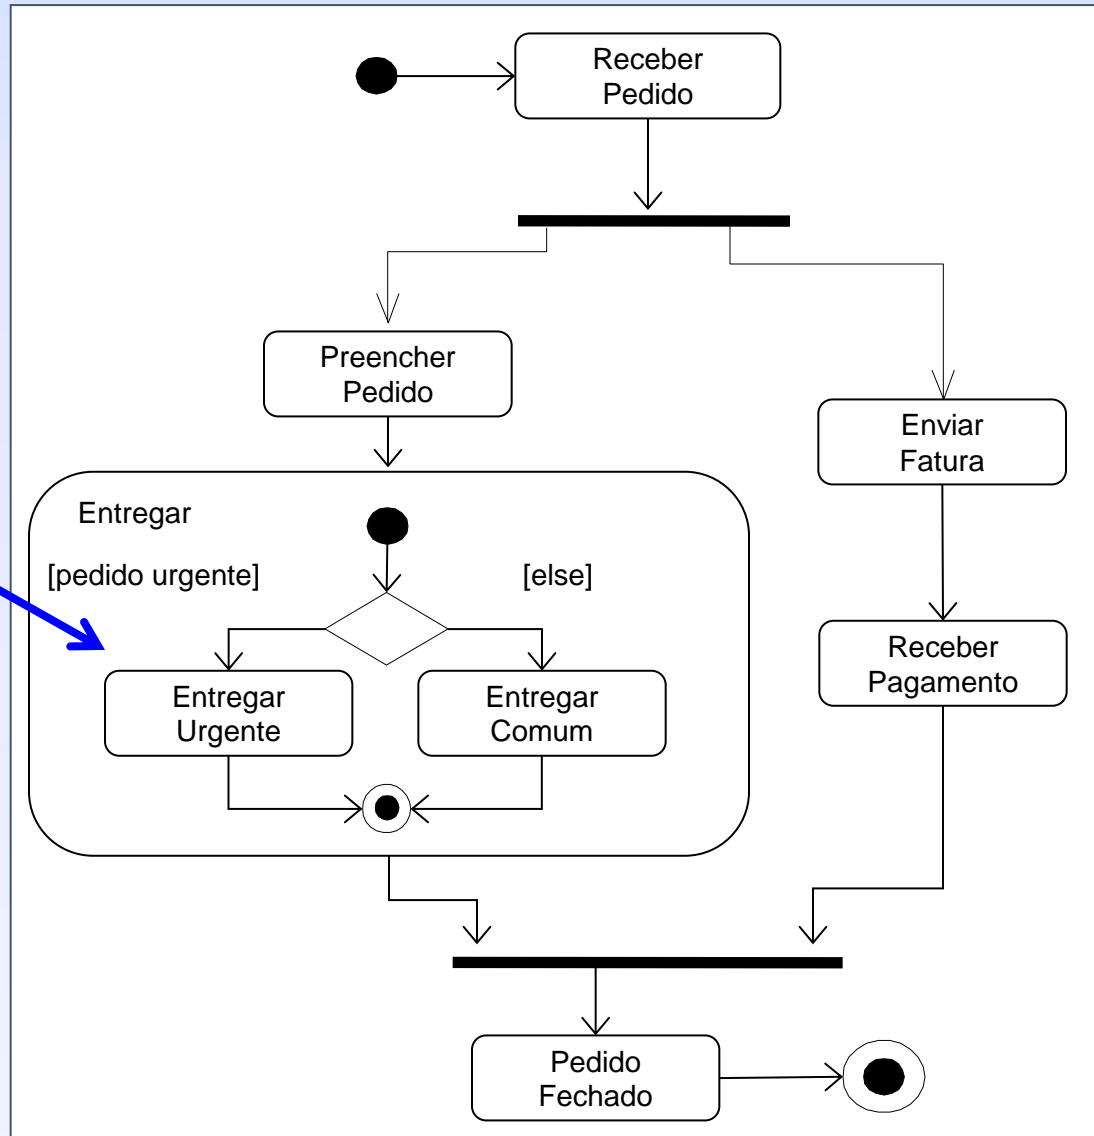 Receber
Pedido
Preencher
Pedido
Enviar
Fatura
Entregar
[pedido urgente]
[else]
Entregar
Urgente
Entregar
Comum
Receber
Pagamento
Pedido
Fechado